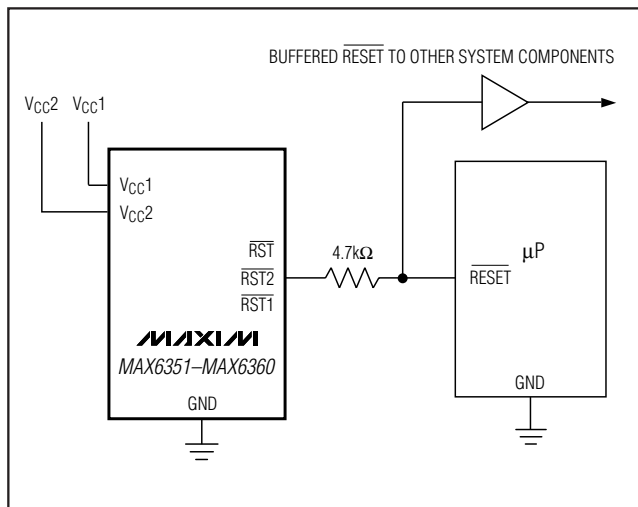 BUFFERED RESET TO OTHER SYSTEM COMPONENTS
VCC2
VCC1
VCC1
VCC2
RST
RST2
RST1
4.7kΩ
μP
RESET
MAXIM
MAX6351–MAX6360
GND
GND